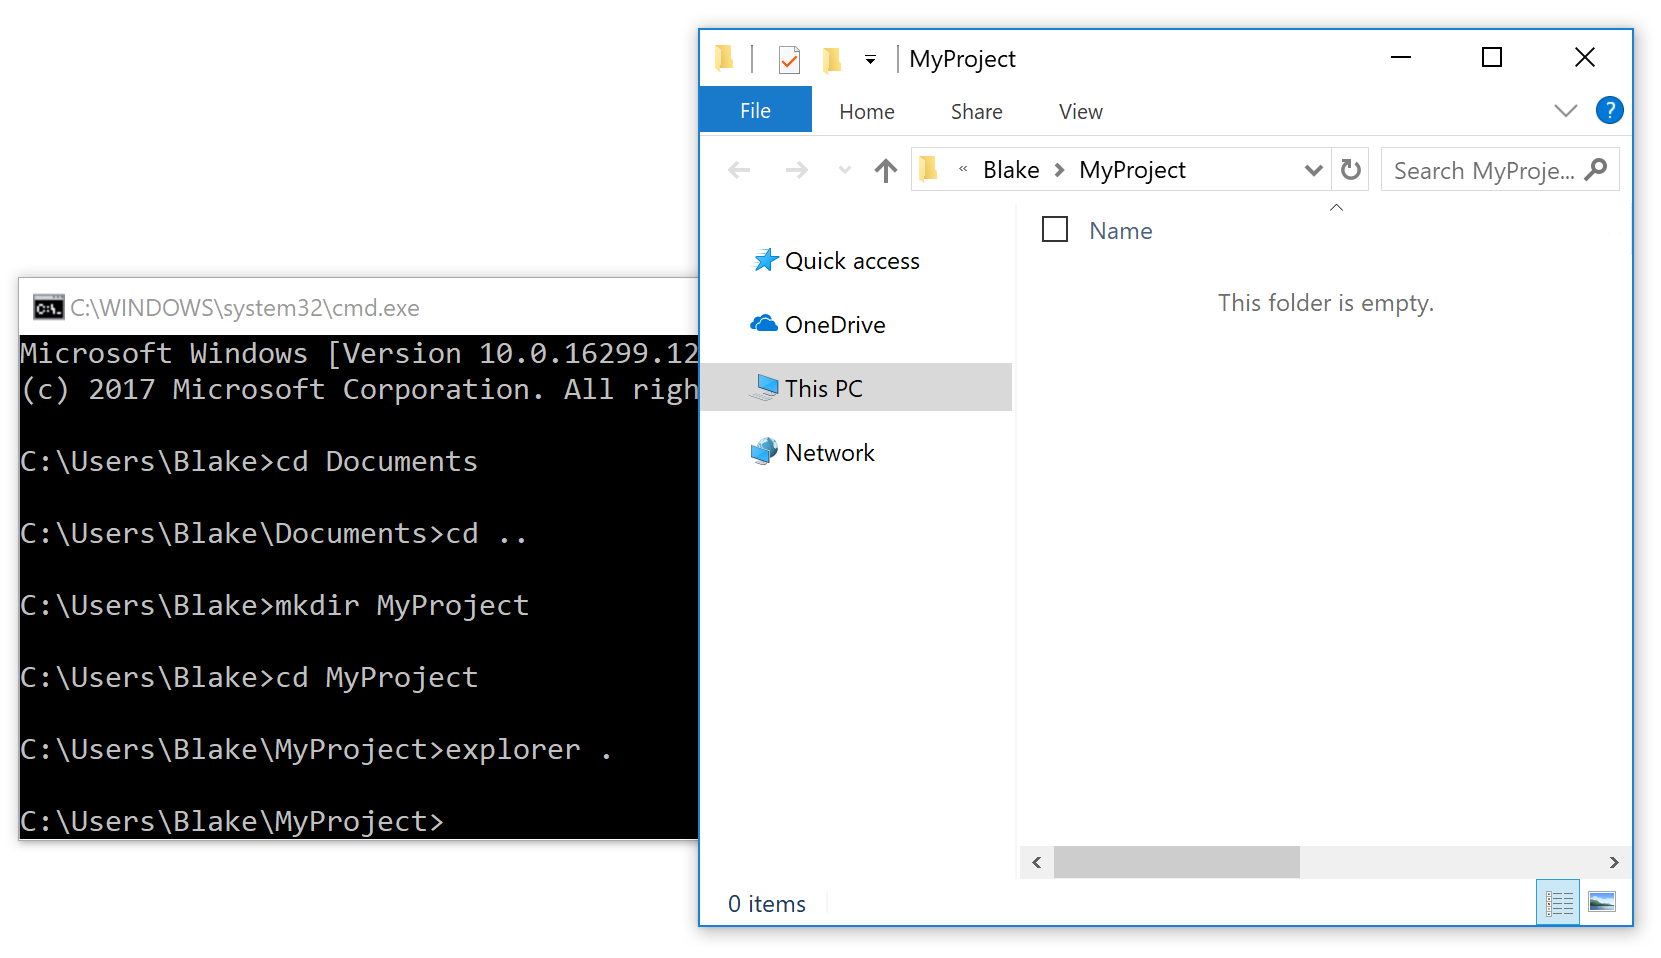 C:\WINDOWS\system32\cmd.exe
Microsoft Windows [Version 10.0.16299.12
(c) 2017 Microsoft Corporation. All righ
C:\Users\Blake>cd Documents
C:\Users\Blake\Documents>cd ..
C:\Users\Blake>mkdir MyProject
C:\Users\Blake>cd MyProject
C:\Users\Blake\MyProject>explorer .
C:\Users\Blake\MyProject>
MyProject
File Home Share View ?
« Blake > MyProject Search MyProje...
Name
Quick access
This folder is empty.
OneDrive
This PC
Network
0 items